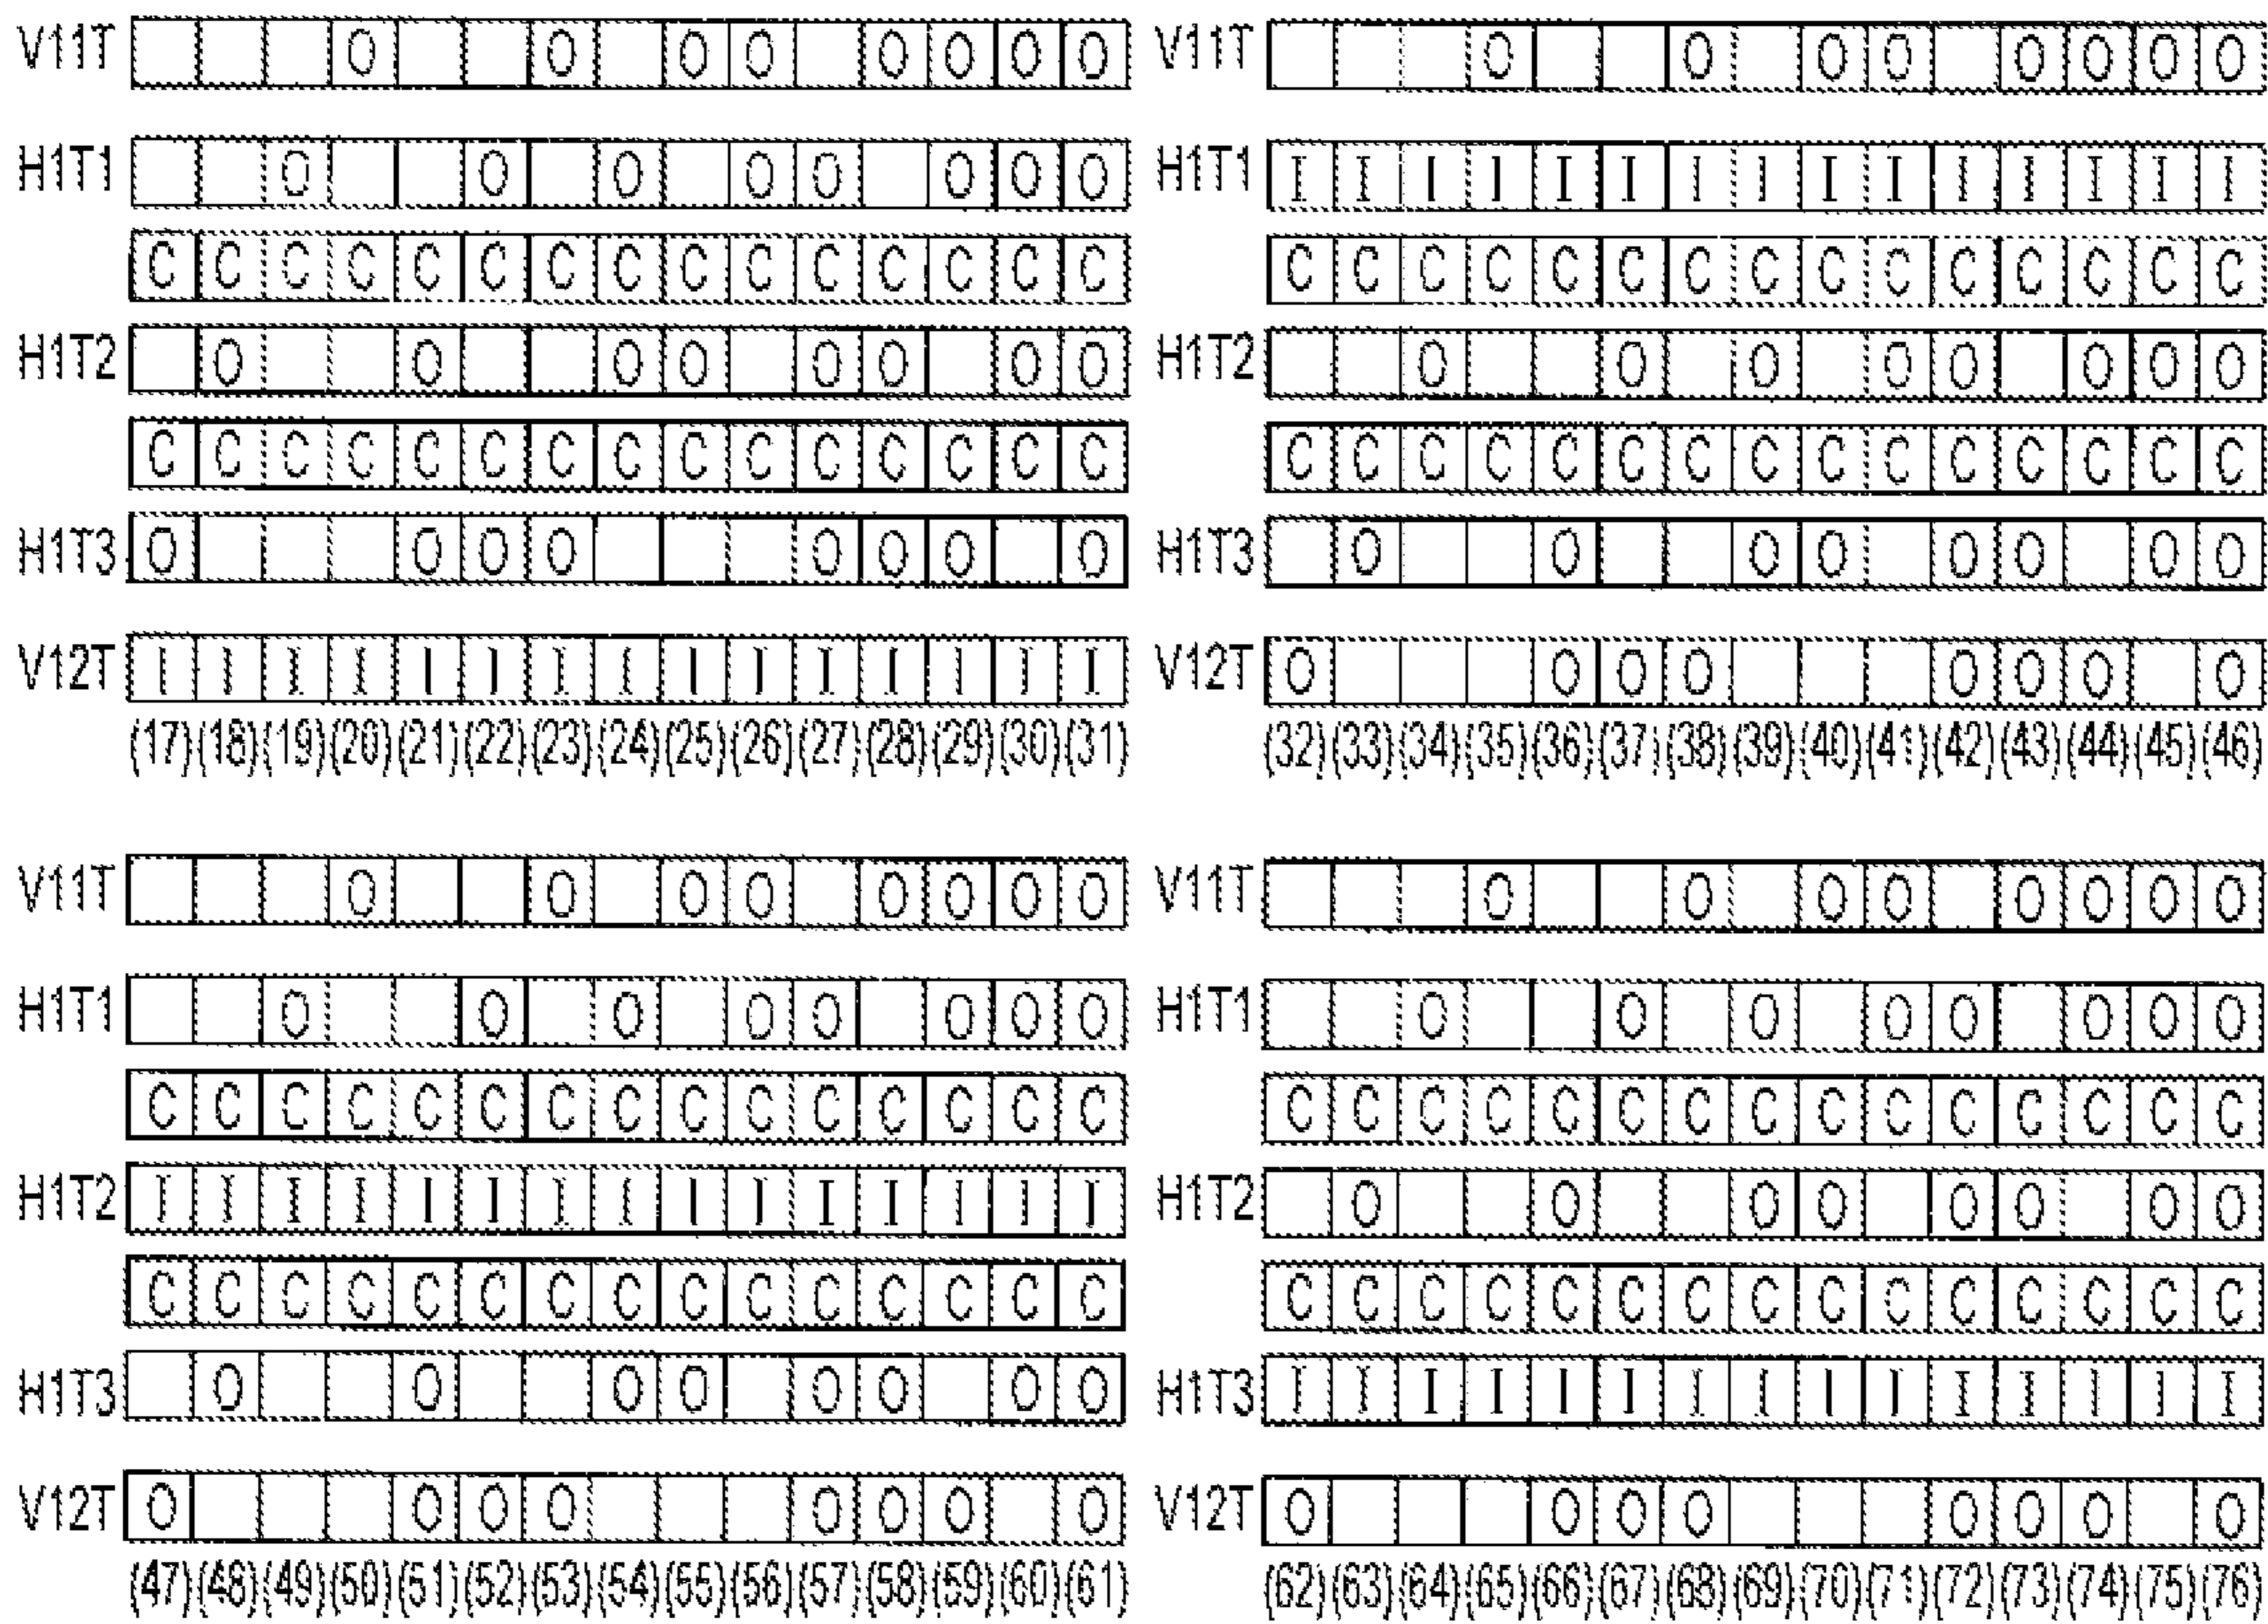 V11T O O O O O O O O
H1T1 O O O O O O O O
C C C C C C C C C C C C C C C
H1T2 O O O O O O O O
C C C C C C C C C C C C C C C
H1T3 O O O O O O O O
V12T I I I I I I I I I I I I I I I
(17) (18) (19) (20) (21) (22) (23) (24) (25) (26) (27) (28) (29) (30) (31)
V11T O O O O O O O O
H1T1 I I I I I I I I I I I I I I I
C C C C C C C C C C C C C C C
H1T2 O O O O O O O O
C C C C C C C C C C C C C C C
H1T3 O O O O O O O O
V12T O O O O O O O O
(32) (33) (34) (35) (36) (37) (38) (39) (40) (41) (42) (43) (44) (45) (46)
V11T O O O O O O O O
H1T1 O O O O O O O O
C C C C C C C C C C C C C C C
H1T2 I I I I I I I I I I I I I I I
C C C C C C C C C C C C C C C
H1T3 O O O O O O O O
V12T O O O O O O O O
(47) (48) (49) (50) (51) (52) (53) (54) (55) (56) (57) (58) (59) (60) (61)
V11T O O O O O O O O
H1T1 O O O O O O O O
C C C C C C C C C C C C C C C
H1T2 O O O O O O O O
C C C C C C C C C C C C C C C
H1T3 I I I I I I I I I I I I I I I
V12T O O O O O O O O
(62) (63) (64) (65) (66) (67) (68) (69) (70) (71) (72) (73) (74) (75) (76)